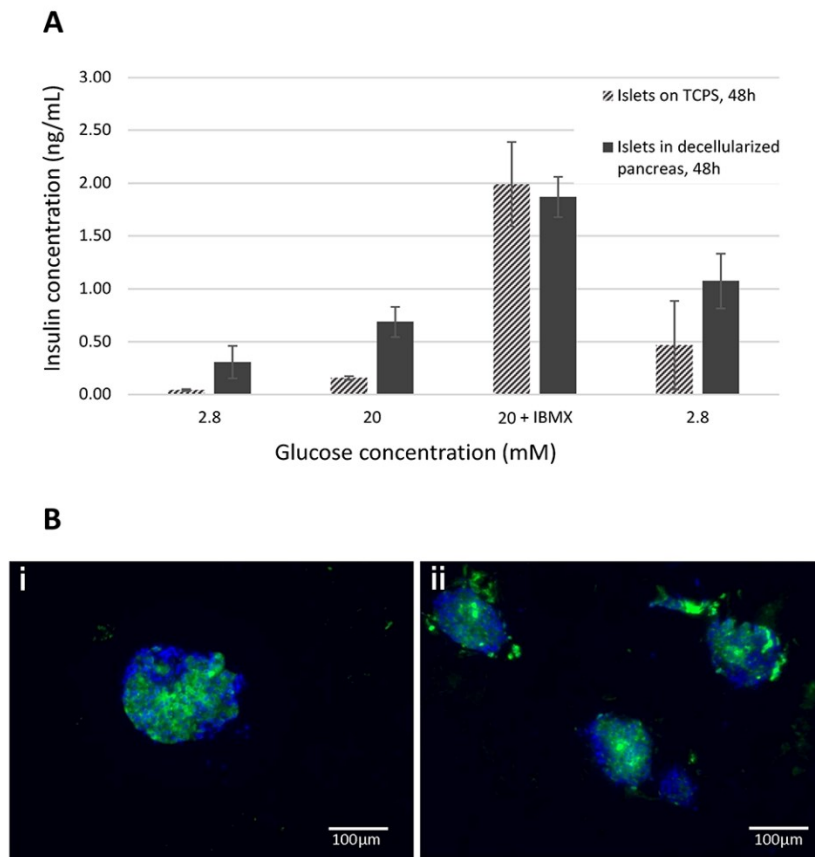 A
3.00
2.50
2.00
1.50
1.00
0.50
0.00
Insulin concentration (ng/mL)
Islets on TCPS, 48h
Islets in decellularized
pancreas, 48h
2.8
20
20 + IBMX
2.8
Glucose concentration (mM)
B
i
100µm
ii
100µm